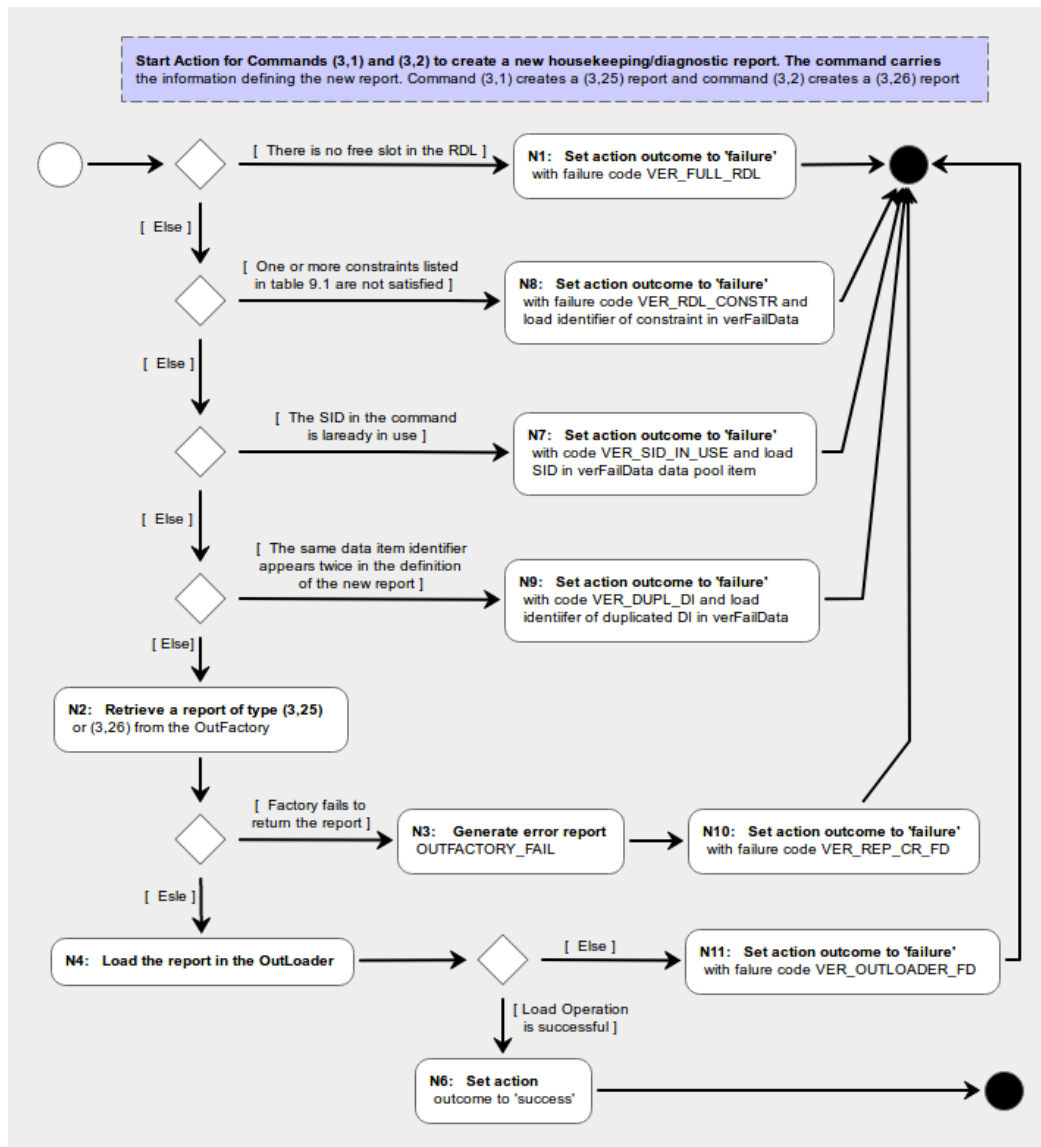 Start Action for Commands (3,1) and (3,2) to create a new housekeeping/diagnostic report. The command carries
the information defining the new report. Command (3,1) creates a (3,25) report and command (3,2) creates a (3,26) report
[ There is no free slot in the RDL ]
N1: Set action outcome to 'failure'
with failure code VER_FULL_RDL
[ Else ]
[ One or more constraints listed
in table 9.1 are not satisfied ]
N8: Set action outcome to 'failure'
with failure code VER_RDL_CONSTR and
load identifier of constraint in verFailData
[ Else ]
[ The SID in the command
is laready in use ]
N7: Set action outcome to 'failure'
with code VER_SID_IN_USE and load
SID in verFailData data pool item
[ Else ]
[ The same data item identifier
appears twice in the definition
of the new report ]
N9: Set action outcome to 'failure'
with code VER_DUPL_DI and load
identiifer of duplicated DI in verFailData
[ Else]
N2: Retrieve a report of type (3,25)
or (3,26) from the OutFactory
[ Factory fails to
return the report ]
N3: Generate error report
OUTFACTORY_FAIL
N10: Set action outcome to 'failure'
with failure code VER_REP_CR_FD
[ Esle ]
N4: Load the report in the OutLoader
[ Else ]
N11: Set action outcome to 'failure'
with falure code VER_OUTLOADER_FD
[ Load Operation
is successful ]
N6: Set action
outcome to 'success'